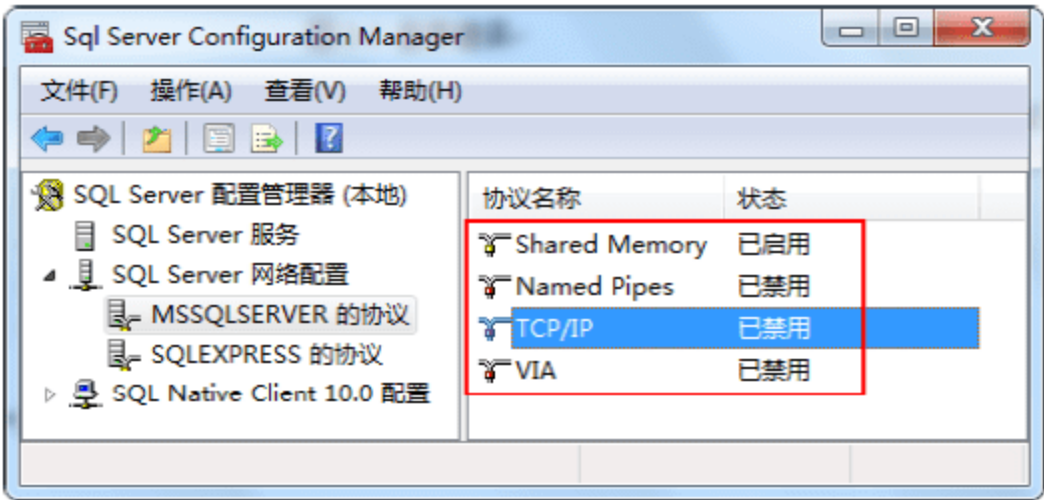 Sql Server Configuration Manager
文件(F) 操作(A) 查看(V) 帮助(H)
SQL Server 配置管理器 (本地)
SQL Server 服务
SQL Server 网络配置
MSSQLSERVER 的协议
SQLEXPRESS 的协议
SQL Native Client 10.0 配置
协议名称 状态
Shared Memory 已启用
Named Pipes 已禁用
TCP/IP 已禁用
VIA 已禁用